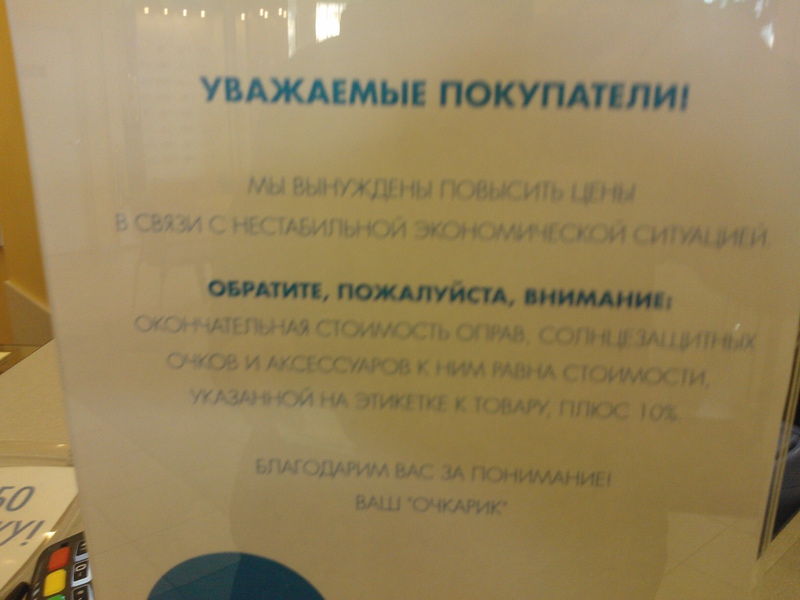 УВАЖАЕМЫЕ ПОКУПАТЕЛИ!
МЫ ВЫНУЖДЕНЫ ПОВЫСИТЬ ЦЕНЫ
В СВЯЗИ С НЕСТАБИЛЬНОЙ ЭКОНОМИЧЕСКОЙ СИТУАЦИЕЙ.
ОБРАТИТЕ, ПОЖАЛУЙСТА, ВНИМАНИЕ:
ОКОНЧАТЕЛЬНАЯ СТОИМОСТЬ ОПРАВ, СОЛНЦЕЗАЩИТНЫХ
ОЧКОВ И АКСЕССУАРОВ К НИМ РАВНА СТОИМОСТИ,
УКАЗАННОЙ НА ЭТИКЕТКЕ К ТОВАРУ, ПЛЮС 10%.
БЛАГОДАРИМ ВАС ЗА ПОНИМАНИЕ!
ВАШ "ОЧКАРИК"